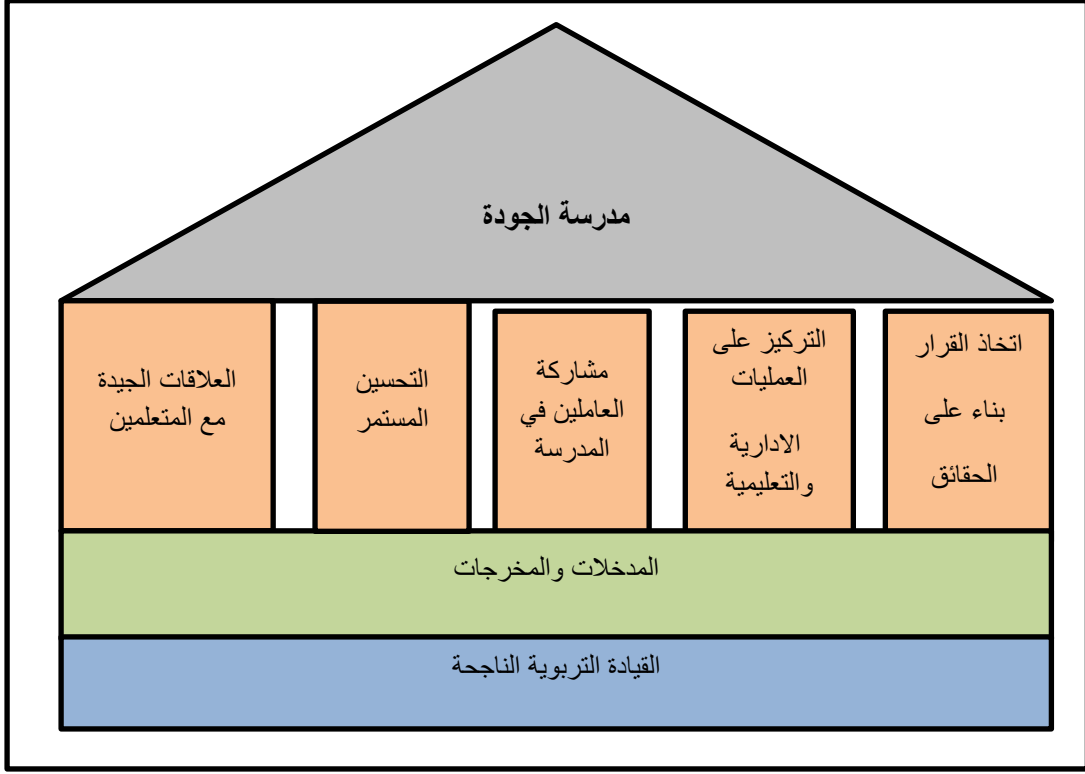 مدرسة الجودة
اتخاذ القرار
بناء على
الحقائق
التركيز على
العمليات
الادارية
والتعليمية
مشاركة
العاملين في
المدرسة
التحسين
المستمر
العلاقات الجيدة
مع المتعلمين
المدخلات والمخرجات
القيادة التربوية الناجحة